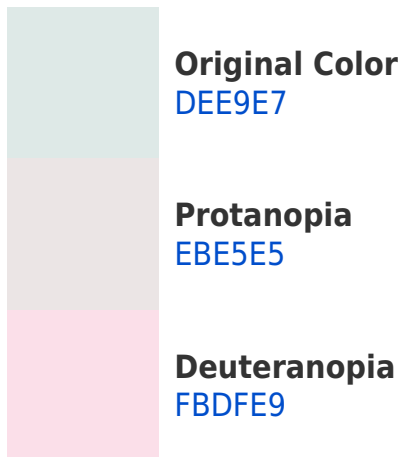 Original Color
DEE9E7
Protanopia
EBE5E5
Deuteranopia
FBDFE9